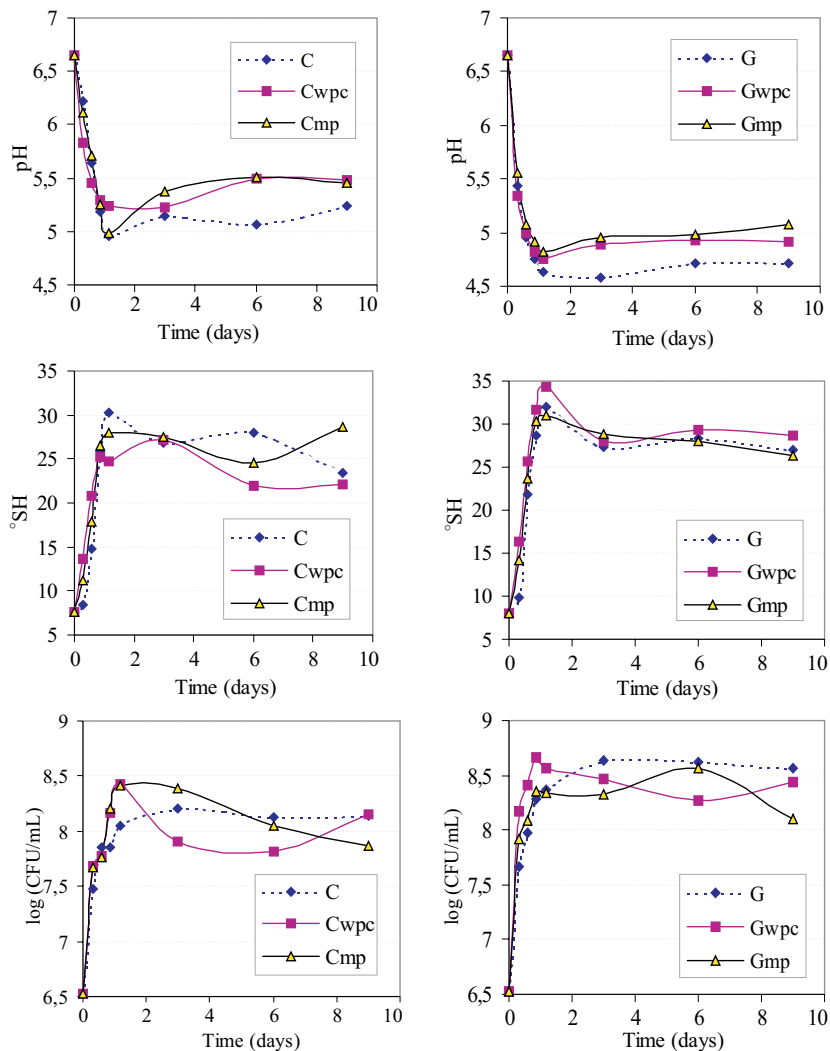 pH
7
6,5
6
5,5
5
4,5
0 2 4 6 8 10
Time (days)
C
Cwpc
Cmp
pH
7
6,5
6
5,5
5
4,5
0 2 4 6 8 10
Time (days)
G
Gwpc
Gmp
°SH
35
30
25
20
15
10
5
0 2 4 6 8 10
Time (days)
C
Cwpc
Cmp
°SH
35
30
25
20
15
10
5
0 2 4 6 8 10
Time (days)
G
Gwpc
Gmp
log (CFU/mL)
9
8,5
8
7,5
7
6,5
0 2 4 6 8 10
Time (days)
C
Cwpc
Cmp
log (CFU/mL)
9
8,5
8
7,5
7
6,5
0 2 4 6 8 10
Time (days)
G
Gwpc
Gmp